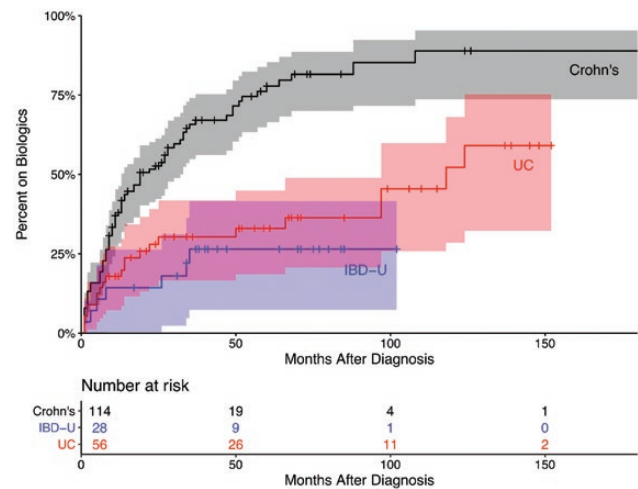 100%
75%
50%
25%
0%
Percent on Biologics
Crohn's
UC
IBD-U
0 50 100 150
Months After Diagnosis
Number at risk
Crohn's 114 19 4 1
IBD-U 28 9 1 0
UC 56 26 11 2
0 50 100 150
Months After Diagnosis